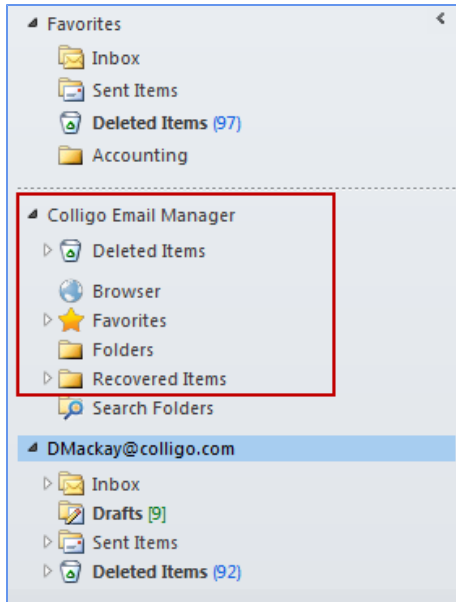 Favorites
Inbox
Sent Items
Deleted Items (97)
Accounting
Colligo Email Manager
Deleted Items
Browser
Favorites
Folders
Recovered Items
Search Folders
DMackay@colligo.com
Inbox
Drafts [9]
Sent Items
Deleted Items (92)